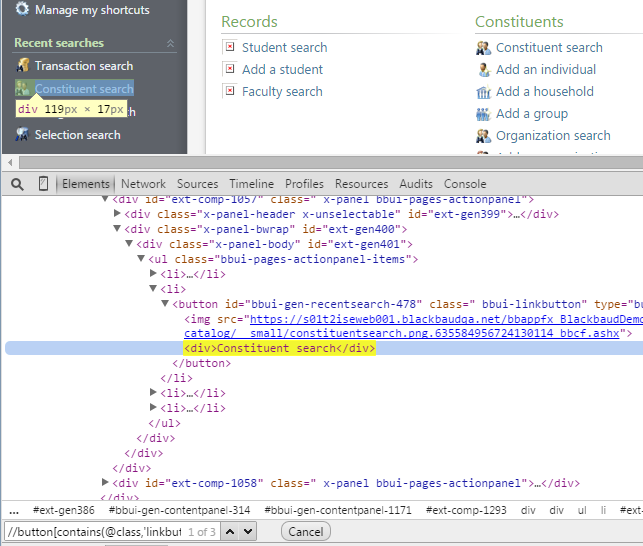 Manage my shortcuts
Recent searches
Transaction search
Constituent search
div 119px × 17px
Selection search
Records
Student search
Add a student
Faculty search
Constituents
Constituent search
Add an individual
Add a household
Add a group
Organization search
Elements Network Sources Timeline Profiles Resources Audits Console
<div id="ext-comp-1057" class=" x-panel bbui-pages-actionpanel">
<div class="x-panel-header x-unselectable" id="ext-gen399">…</div>
<div class="x-panel-bwrap" id="ext-gen400">
<div class="x-panel-body" id="ext-gen401">
<ul class="bbui-pages-actionpanel-items">
<li>…</li>
<li>
<button id="bbui-gen-recentsearch-478" class=" bbui-linkbutton" type="bu
<img src="https://s01t2iseweb001.blackbaudqa.net/bbappfx_BlackbaudDemo
catalog/__small/constituentsearch.png.635584956724130114_bbcf.ashx">
<div>Constituent search</div>
</button>
</li>
<li>…</li>
<li>…</li>
</ul>
</div>
</div>
</div>
<div id="ext-comp-1058" class=" x-panel bbui-pages-actionpanel">…</div>
</div>
... #ext-gen386 #bbui-gen-contentpanel-314 #bbui-gen-contentpanel-1171 #ext-comp-1293 div div ul li #ext
//button[contains(@class,'linkbut 1 of 3 Cancel